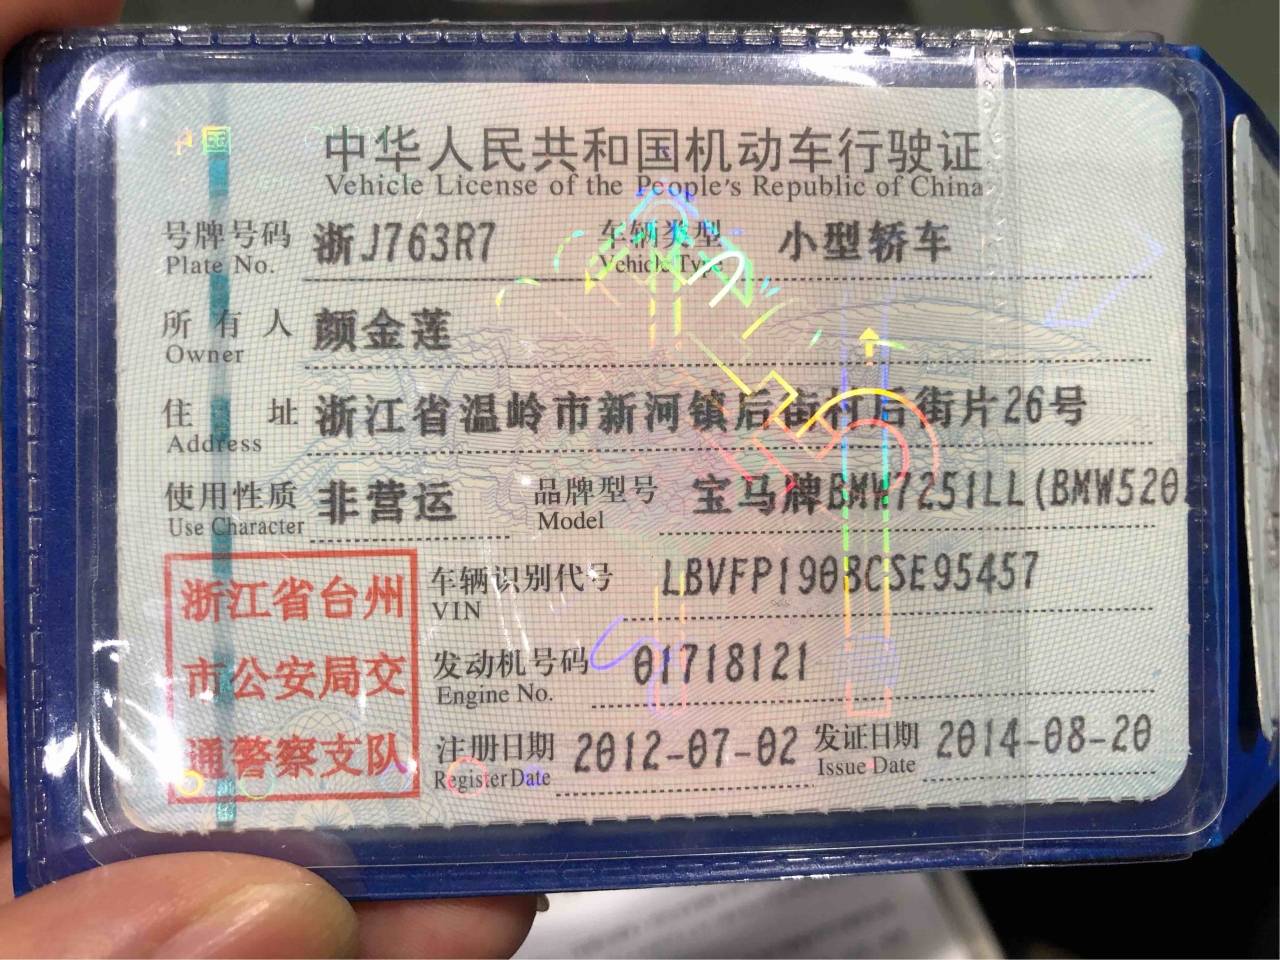 中国
中华人民共和国机动车行驶证
Vehicle License of the People's Republic of China
号牌号码 浙J763R7 车辆类型 小型轿车
Plate No. Vehicle Type
所有人 颜金莲
Owner
住址 浙江省温岭市新河镇后街村后街片26号
Address
使用性质 非营运 品牌型号 宝马牌BMW7251LL(BMW520
Use Character Model
浙江省台州
市公安局交
通警察支队
车辆识别代号 LBVFP1908CSE95457
VIN
发动机号码 01718121
Engine No.
注册日期 2012-07-02 发证日期 2014-08-20
Register Date Issue Date